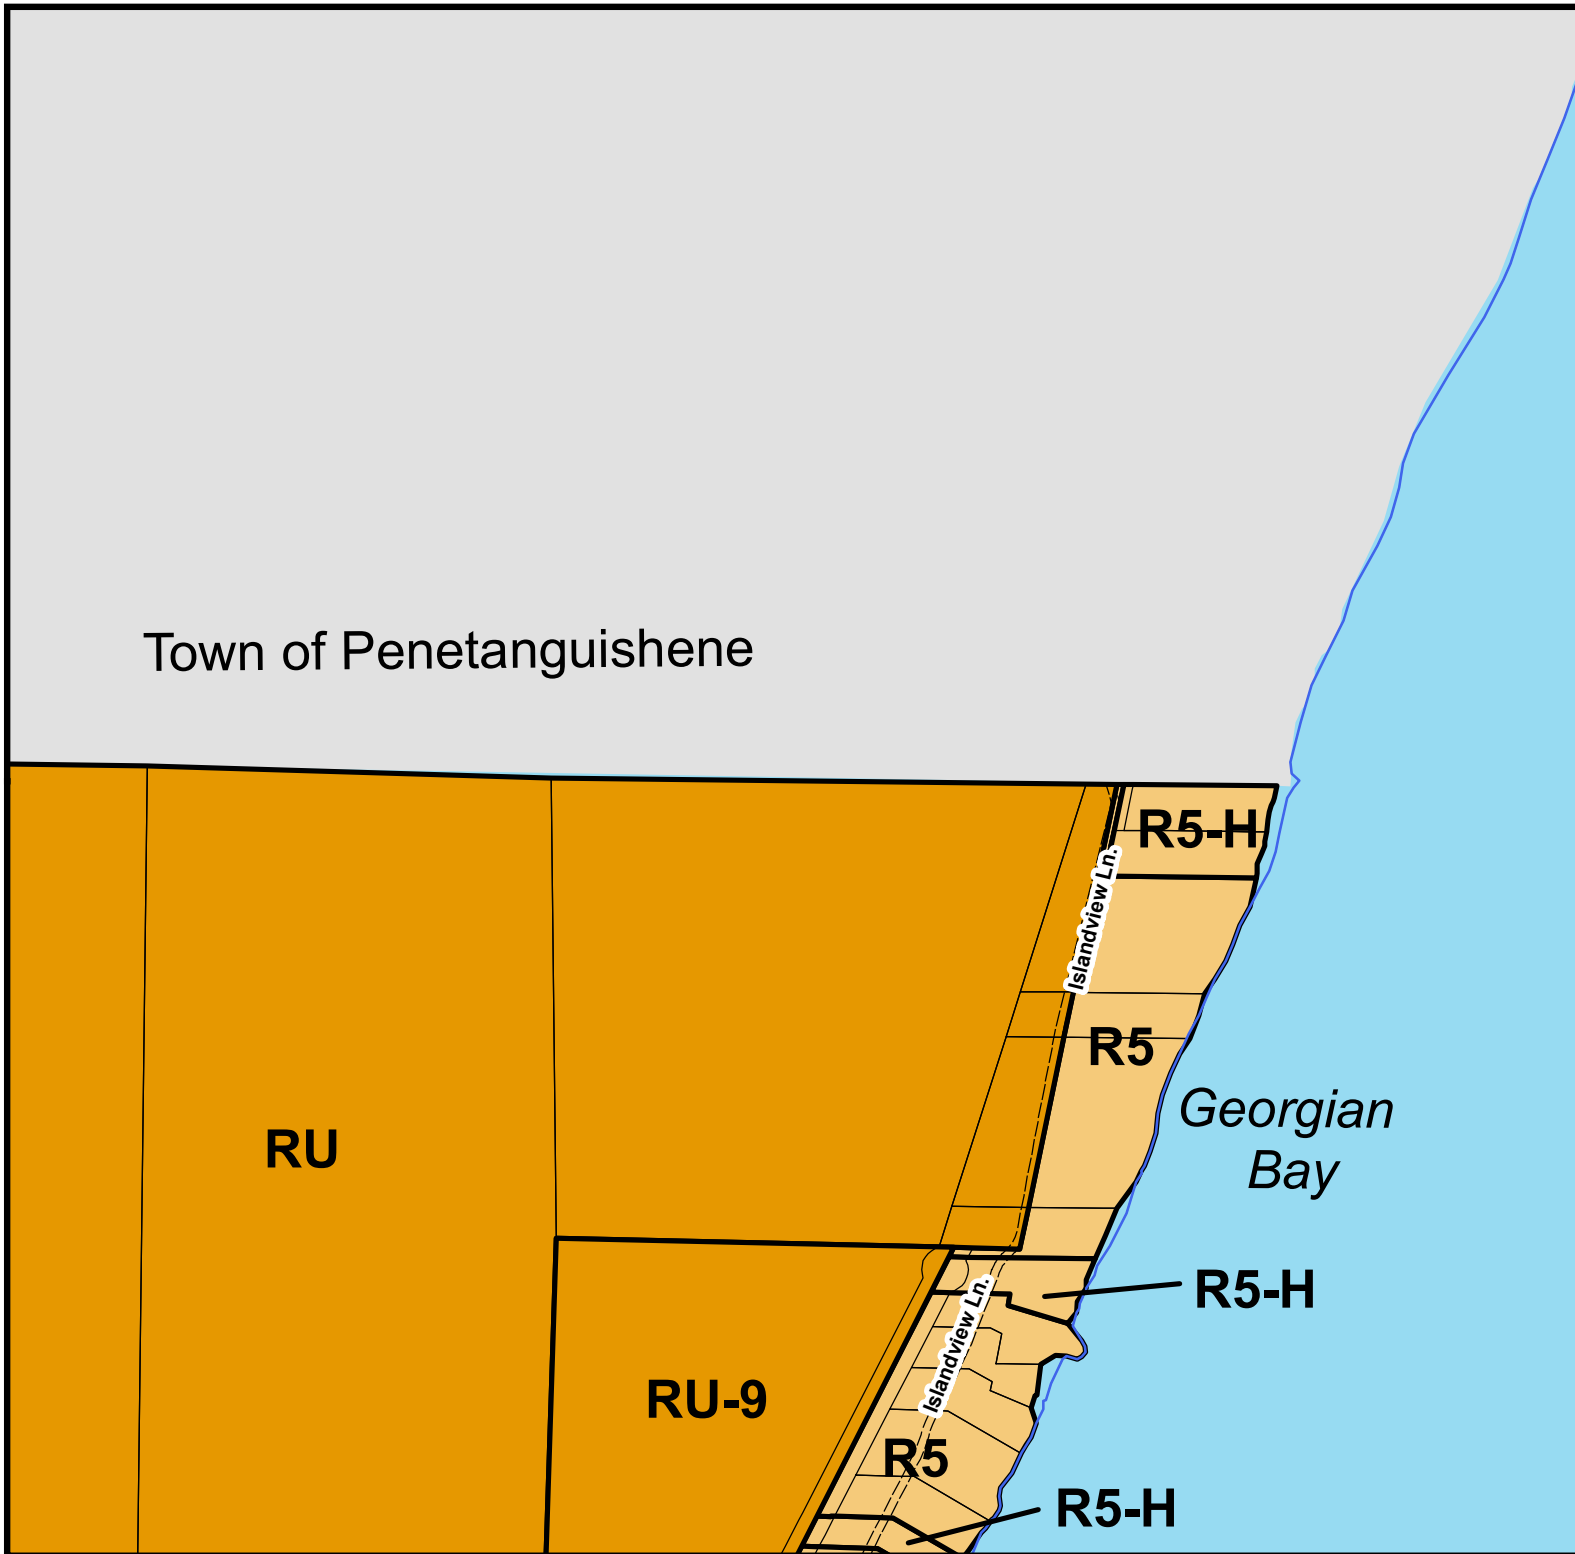 Town of Penetanguishene
R5-H
Islandview Ln.
R5
Georgian
Bay
RU
R5-H
Islandview Ln.
RU-9
R5
R5-H